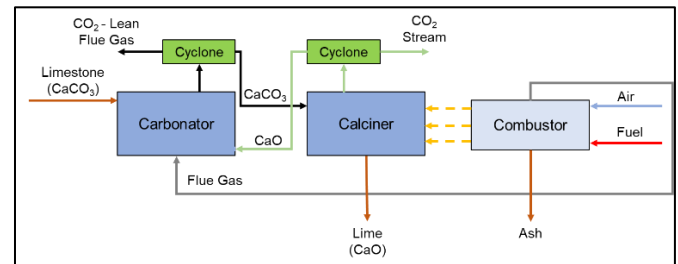 CO₂ - Lean
Flue Gas
Cyclone
Cyclone
CO₂
Stream
Limestone
(CaCO₃)
CaCO₃
Air
Carbonator
Calciner
Combustor
CaO
Fuel
Flue Gas
Lime
(CaO)
Ash